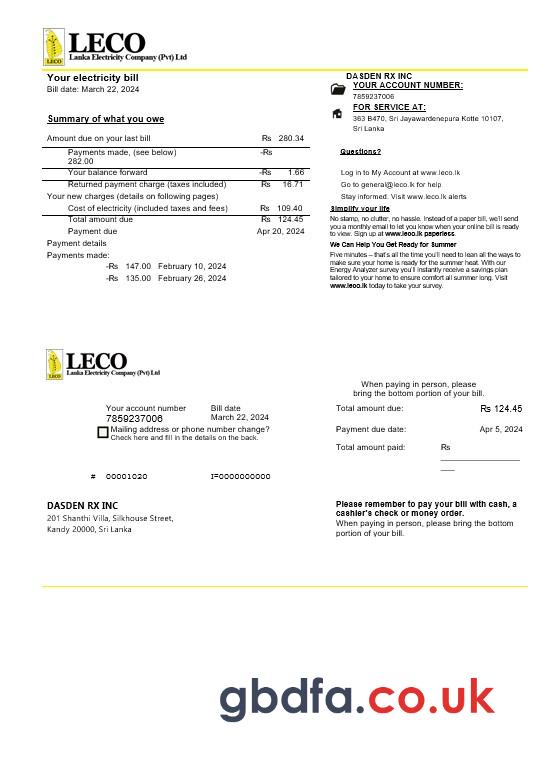 LECO
Lanka Electricity Company (Pvt) Ltd
Your electricity bill
Bill date: March 22, 2024
Summary of what you owe
Amount due on your last bill Rs 280.34
Payments made, (see below) -Rs
282.00
Your balance forward -Rs 1.66
Returned payment charge (taxes included) Rs 16.71
Your new charges (details on following pages)
Cost of electricity (included taxes and fees) Rs 109.40
Total amount due Rs 124.45
Payment due Apr 20, 2024
Payment details
Payments made:
-Rs 147.00 February 10, 2024
-Rs 135.00 February 26, 2024
DASDEN RX INC
YOUR ACCOUNT NUMBER:
7859237006
FOR SERVICE AT:
363 B470, Sri Jayawardenepura Kotte 10107,
Sri Lanka
Questions?
Log in to My Account at www.leco.lk
Go to general@leco.lk for help
Stay informed. Visit www.leco.lk alerts
Simplify your life
No stamp, no clutter, no hassle. Instead of a paper bill, we'll send
you a monthly email to let you know when your online bill is ready
to view. Sign up at www.leco.lk paperless.
We Can Help You Get Ready for Summer
Five minutes – that's all the time you'll need to lean all the ways to
make sure your home is ready for the summer heat. With our
Energy Analyzer survey you'll instantly receive a savings plan
tailored to your home to ensure comfort all summer long. Visit
www.leco.lk today to take your survey.
LECO
Lanka Electricity Company (Pvt) Ltd
Your account number Bill date
7859237006 March 22, 2024
Mailing address or phone number change?
Check here and fill in the details on the back.
# 00001020 I=0000000000
DASDEN RX INC
201 Shanthi Villa, Silkhouse Street,
Kandy 20000, Sri Lanka
When paying in person, please
bring the bottom portion of your bill.
Total amount due: Rs 124.45
Payment due date: Apr 5, 2024
Total amount paid: Rs
Please remember to pay your bill with cash, a
cashier's check or money order.
When paying in person, please bring the bottom
portion of your bill.
gbdfa.co.uk